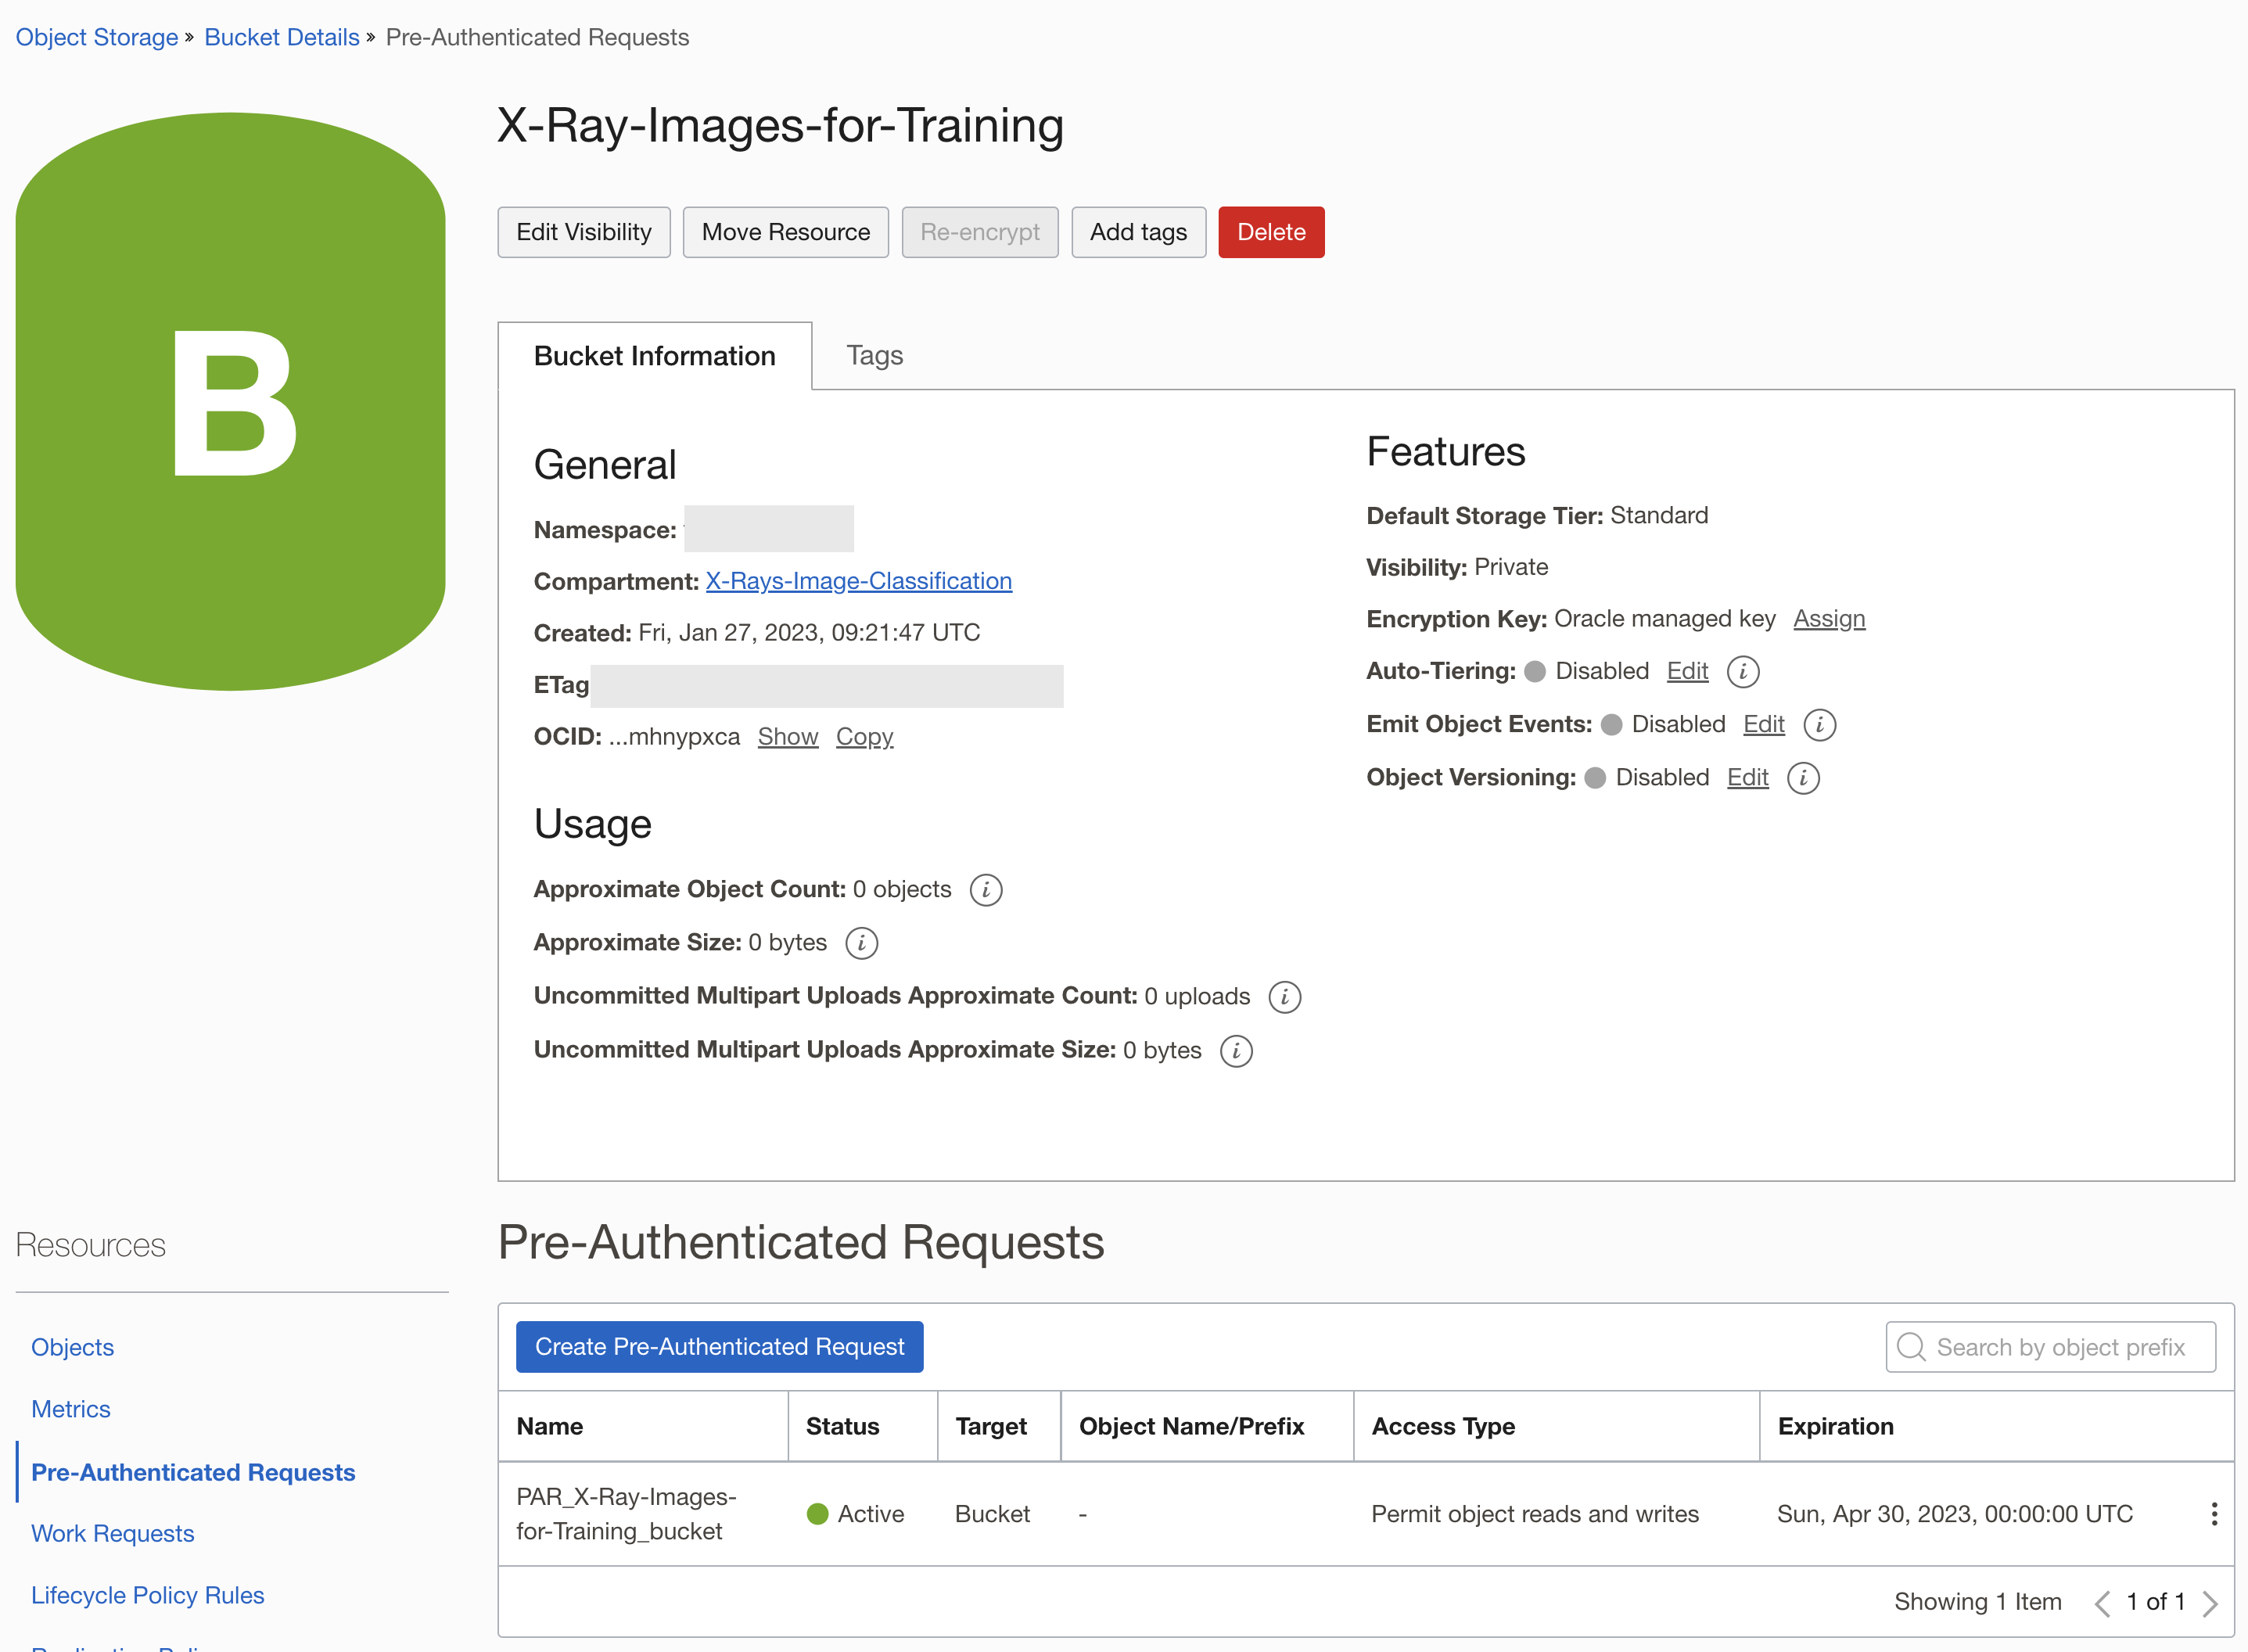 Object Storage » Bucket Details » Pre-Authenticated Requests
B
X-Ray-Images-for-Training
Edit Visibility
Move Resource
Re-encrypt
Add tags
Delete
Bucket Information
Tags
General
Namespace:
Compartment: X-Rays-Image-Classification
Created: Fri, Jan 27, 2023, 09:21:47 UTC
ETag
OCID: ...mhnypxca Show Copy
Usage
Approximate Object Count: 0 objects i
Approximate Size: 0 bytes i
Uncommitted Multipart Uploads Approximate Count: 0 uploads i
Uncommitted Multipart Uploads Approximate Size: 0 bytes i
Features
Default Storage Tier: Standard
Visibility: Private
Encryption Key: Oracle managed key Assign
Auto-Tiering: Disabled Edit i
Emit Object Events: Disabled Edit i
Object Versioning: Disabled Edit i
Resources
Objects
Metrics
Pre-Authenticated Requests
Work Requests
Lifecycle Policy Rules
Pre-Authenticated Requests
Create Pre-Authenticated Request
Search by object prefix
Name Status Target Object Name/Prefix Access Type Expiration
PAR_X-Ray-Images-
for-Training_bucket
Active Bucket - Permit object reads and writes Sun, Apr 30, 2023, 00:00:00 UTC
Showing 1 Item < 1 of 1 >